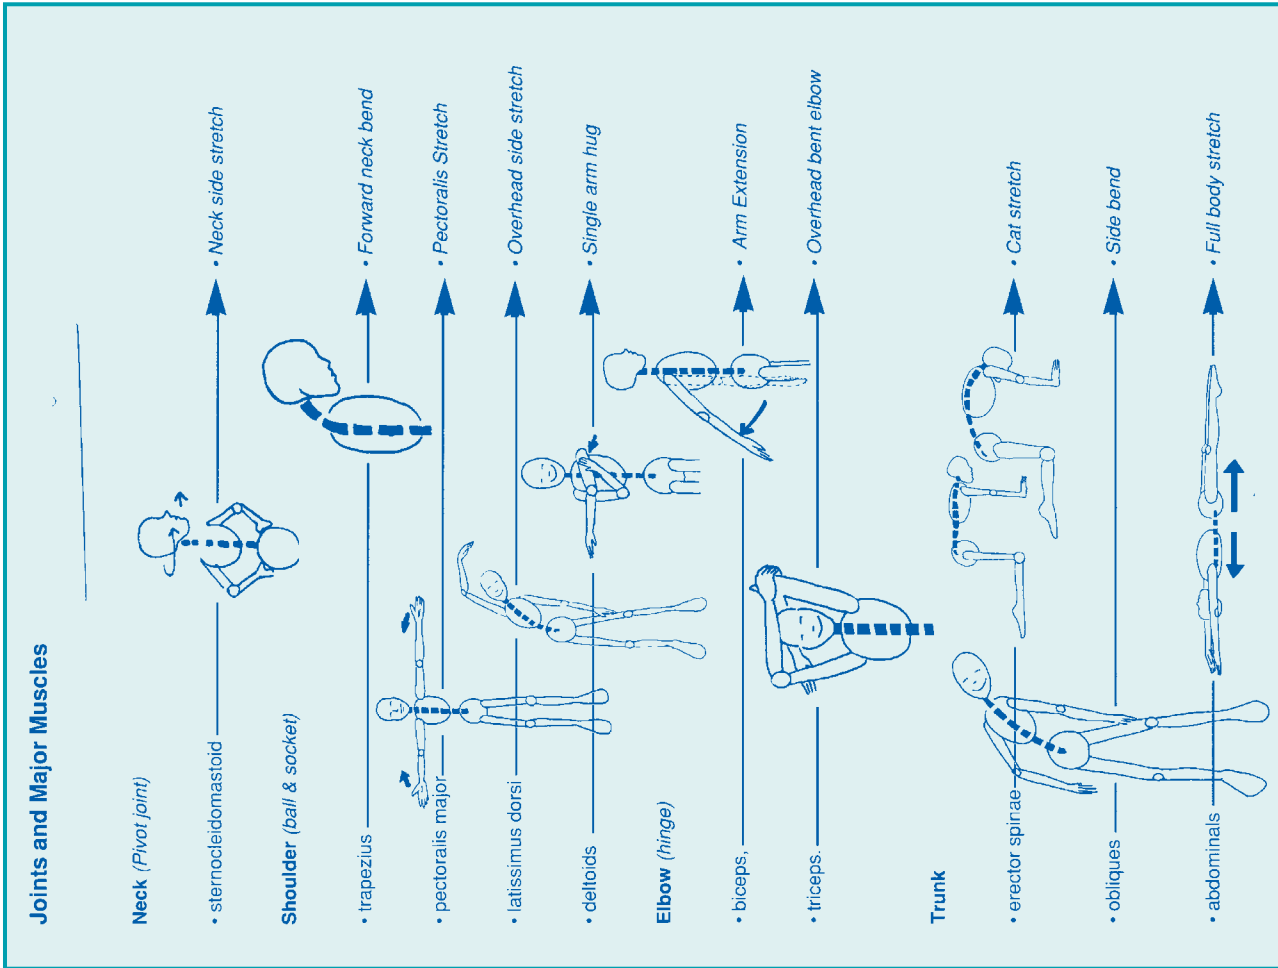 Joints and Major Muscles
Neck (Pivot joint)
• sternocleidomastoid • Neck side stretch
Shoulder (ball & socket)
• trapezius • Forward neck bend
• pectoralis major • Pectoralis Stretch
• latissimus dorsi • Overhead side stretch
• deltoids • Single arm hug
Elbow (hinge)
• biceps, • Arm Extension
• triceps. • Overhead bent elbow
Trunk
• erector spinae • Cat stretch
• obliques • Side bend
• abdominals • Full body stretch